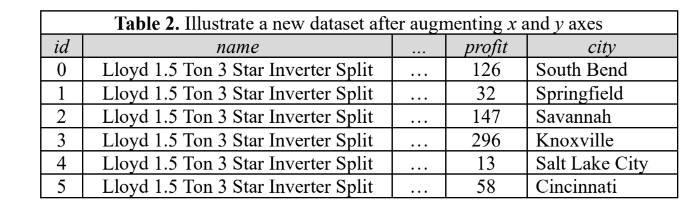 Table 2. Illustrate a new dataset after augmenting x and y axes
id name ... profit city
0 Lloyd 1.5 Ton 3 Star Inverter Split … 126 South Bend
1 Lloyd 1.5 Ton 3 Star Inverter Split … 32 Springfield
2 Lloyd 1.5 Ton 3 Star Inverter Split … 147 Savannah
3 Lloyd 1.5 Ton 3 Star Inverter Split … 296 Knoxville
4 Lloyd 1.5 Ton 3 Star Inverter Split … 13 Salt Lake City
5 Lloyd 1.5 Ton 3 Star Inverter Split … 58 Cincinnati